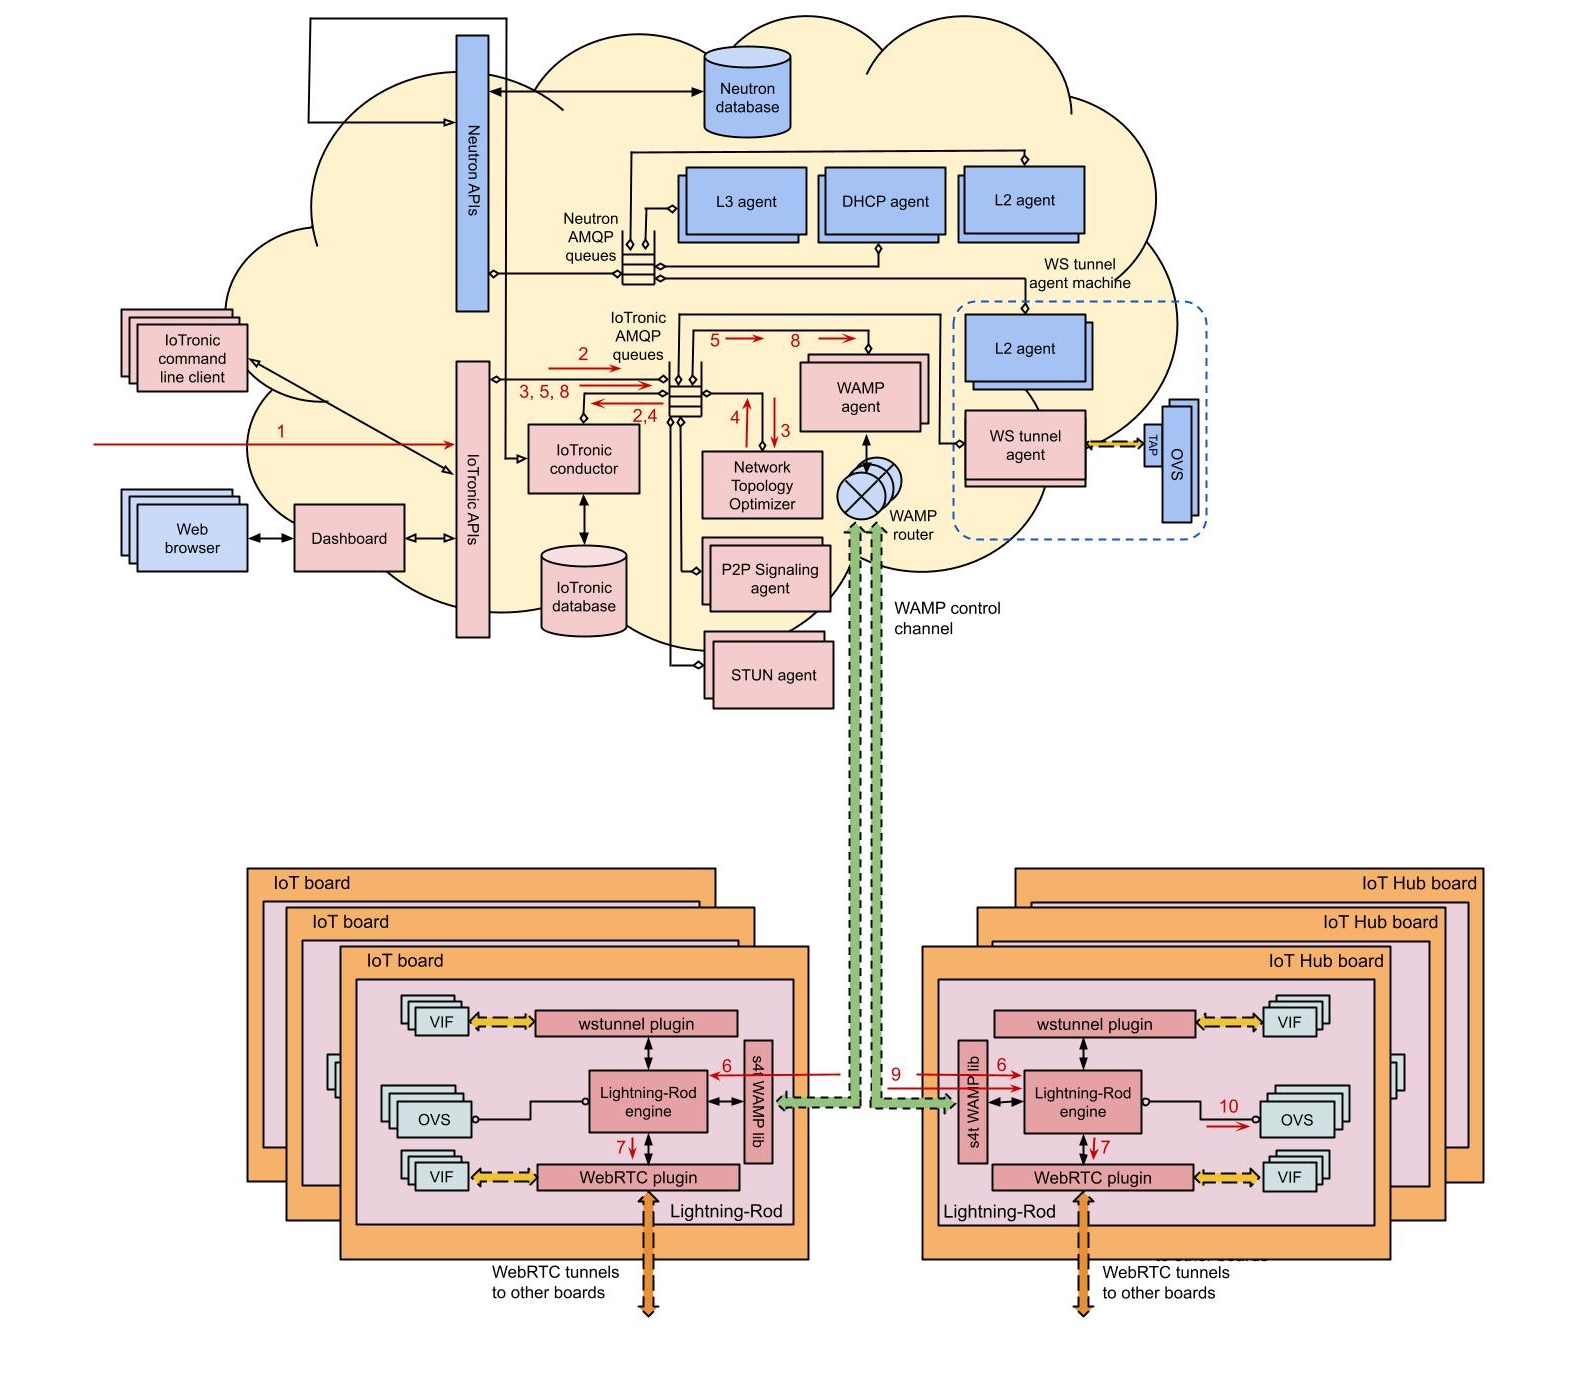 Neutron
database
Neutron APIs
L3 agent
DHCP agent
L2 agent
Neutron
AMQP
queues
WS tunnel
agent machine
IoTronic
command
line client
IoTronic
AMQP
queues
2
3, 5, 8
2,4
5
8
4
3
1
WAMP
agent
L2 agent
WS tunnel
agent
TAP
OVS
IoTronic APIs
IoTronic
conductor
Network
Topology
Optimizer
WAMP
router
Web
browser
Dashboard
IoTronic
database
P2P Signaling
agent
STUN agent
WAMP control
channel
IoT board
IoT board
IoT board
VIF
wstunnel plugin
Lightning-Rod
engine
s4t WAMP lib
6
OVS
7
VIF
WebRTC plugin
Lightning-Rod
WebRTC tunnels
to other boards
IoT Hub board
IoT Hub board
IoT Hub board
wstunnel plugin
VIF
9
6
s4t WAMP lib
Lightning-Rod
engine
10
OVS
7
WebRTC plugin
VIF
Lightning-Rod
WebRTC tunnels
to other boards